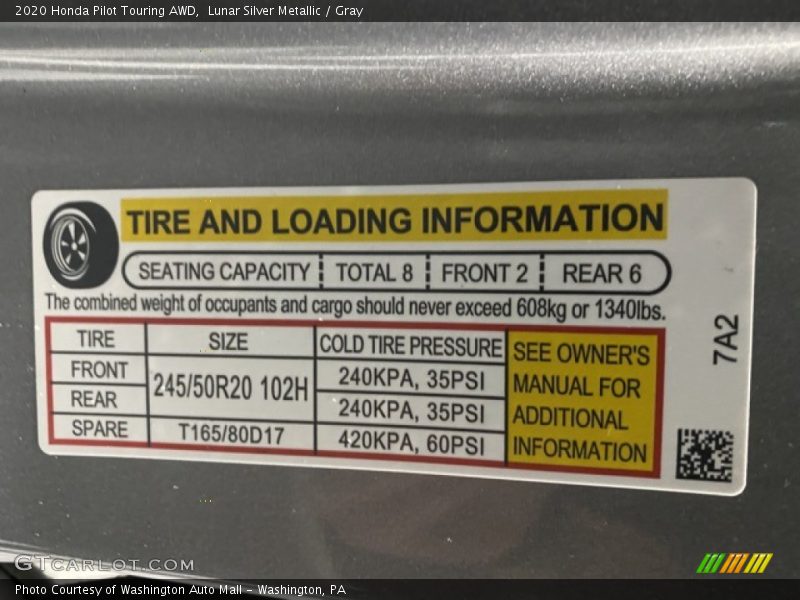 2020 Honda Pilot Touring AWD,  Lunar Silver Metallic / Gray
TIRE AND LOADING INFORMATION
SEATING CAPACITY TOTAL 8 FRONT 2 REAR 6
The combined weight of occupants and cargo should never exceed 608kg or 1340lbs.
TIRE SIZE COLD TIRE PRESSURE
FRONT 245/50R20 102H 240KPA, 35PSI
REAR 240KPA, 35PSI
SPARE T165/80D17 420KPA, 60PSI
SEE OWNER'S
MANUAL FOR
ADDITIONAL
INFORMATION
7A2
GTCARLOT.COM
Photo Courtesy of Washington Auto Mall - Washington, PA